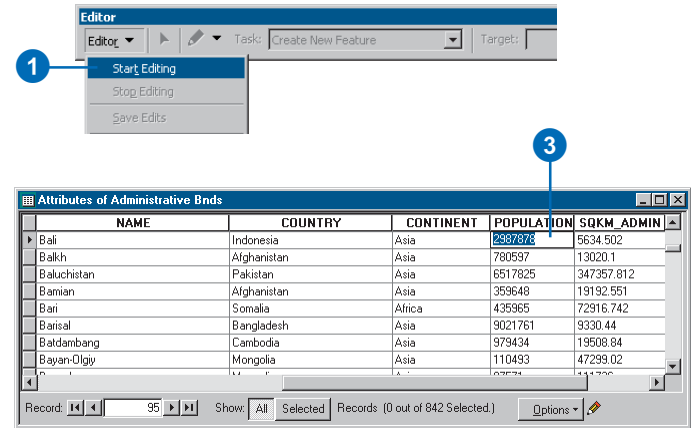 Editor
Editor Task: Create New Feature Target:
1 Start Editing
Stop Editing
Save Edits
3
Attributes of Administrative Bnds
NAME COUNTRY CONTINENT POPULATION SQKM_ADMIN
Bali Indonesia Asia 2987878 5634.502
Balkh Afghanistan Asia 780597 13020.1
Baluchistan Pakistan Asia 6517825 347357.812
Bamian Afghanistan Asia 359648 19192.551
Bari Somalia Africa 435965 72916.742
Barisal Bangladesh Asia 9021761 9330.44
Batdambang Cambodia Asia 979434 19508.84
Bayan-Olgiy Mongolia Asia 110493 47299.02
Record: 95 Show: All Selected Records (0 out of 842 Selected.) Options